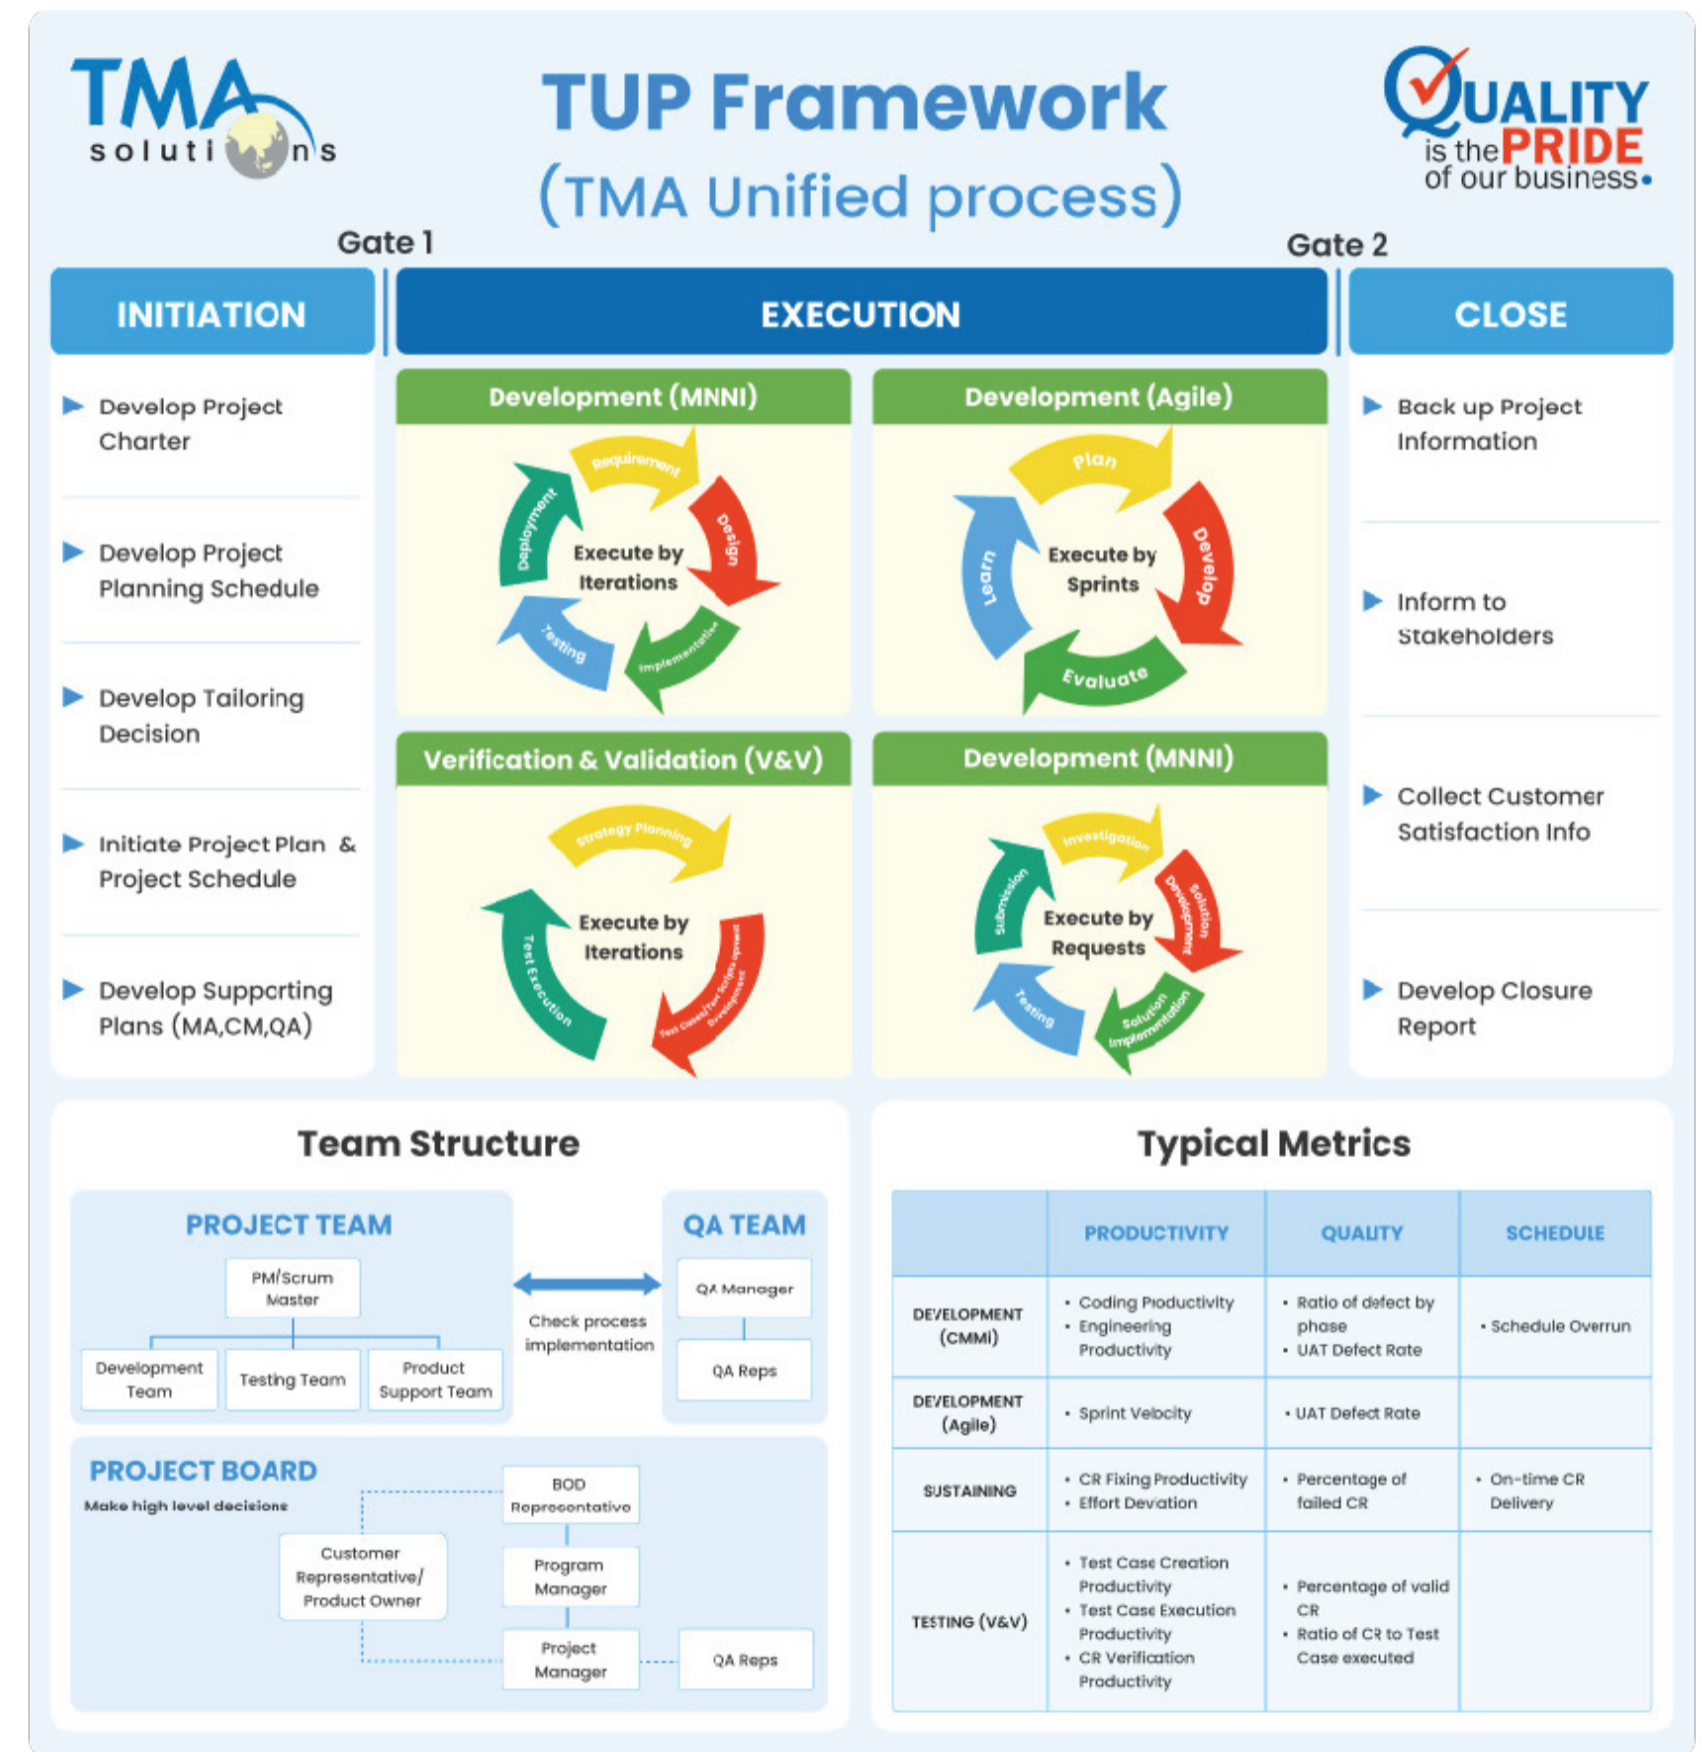 TMA
solutions
TUP Framework
(TMA Unified process)
QUALITY
is the PRIDE
of our business
Gate 1
Gate 2
INITIATION
Develop Project
Charter
Develop Project
Planning Schedule
Develop Tailoring
Decision
Initiate Project Plan &
Project Schedule
Develop Supporting
Plans (MA,CM,QA)
EXECUTION
Development (MNNI)
Requirement
Design
Implementation
Testing
Deployment
Execute by
Iterations
Development (Agile)
Plan
Develop
Evaluate
Learn
Execute by
Sprints
Verification & Validation (V&V)
Strategy Planning
Test Cases/Test Scripts
Development
Test Execution
Execute by
Iterations
Development (MNNI)
Investigation
Solution
Development
Solution
Implementation
Testing
Submission
Execute by
Requests
CLOSE
Back up Project
Information
Inform to
Stakeholders
Collect Customer
Satisfaction Info
Develop Closure
Report
Team Structure
PROJECT TEAM
PM/Scrum
Master
Development
Team
Testing Team
Product
Support Team
Check process
implementation
QA TEAM
QA Manager
QA Reps
PROJECT BOARD
Make high level decisions
BOD
Representative
Customer
Representative/
Product Owner
Program
Manager
Project
Manager
QA Reps
Typical Metrics
PRODUCTIVITY
QUALITY
SCHEDULE
DEVELOPMENT
(CMMi)
• Coding Productivity
• Engineering
Productivity
• Ratio of defect by
phase
• UAT Defect Rate
• Schedule Overrun
DEVELOPMENT
(Agile)
• Sprint Velocity
• UAT Defect Rate
SUSTAINING
• CR Fixing Productivity
• Effort Deviation
• Percentage of
failed CR
• On-time CR
Delivery
TESTING (V&V)
• Test Case Creation
Productivity
• Test Case Execution
Productivity
• CR Verification
Productivity
• Percentage of valid
CR
• Ratio of CR to Test
Case executed